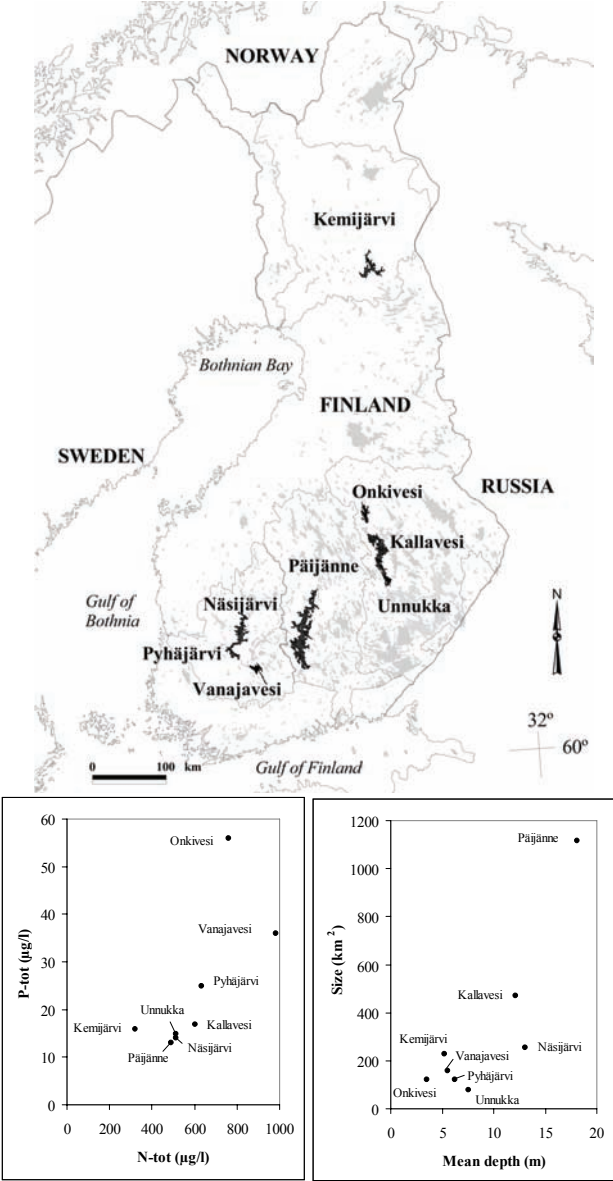 NORWAY
Kemijärvi
Bothnian Bay
FINLAND
SWEDEN
Onkivesi
RUSSIA
Kallavesi
Päijänne
Gulf of
Bothnia
Näsijärvi
Unnukka
N
Pyhäjärvi
Vanajavesi
32º
60º
0 100 km
Gulf of Finland
60
50
40
30
20
10
0
P-tot (µg/l)
Onkivesi
Vanajavesi
Pyhäjärvi
Unnukka
Kemijärvi
Kallavesi
Päijänne
Näsijärvi
0 200 400 600 800 1000
N-tot (µg/l)
1200
1000
800
600
400
200
0
Size (km²)
Päijänne
Kallavesi
Kemijärvi
Näsijärvi
Vanajavesi
Pyhäjärvi
Onkivesi
Unnukka
0 5 10 15 20
Mean depth (m)